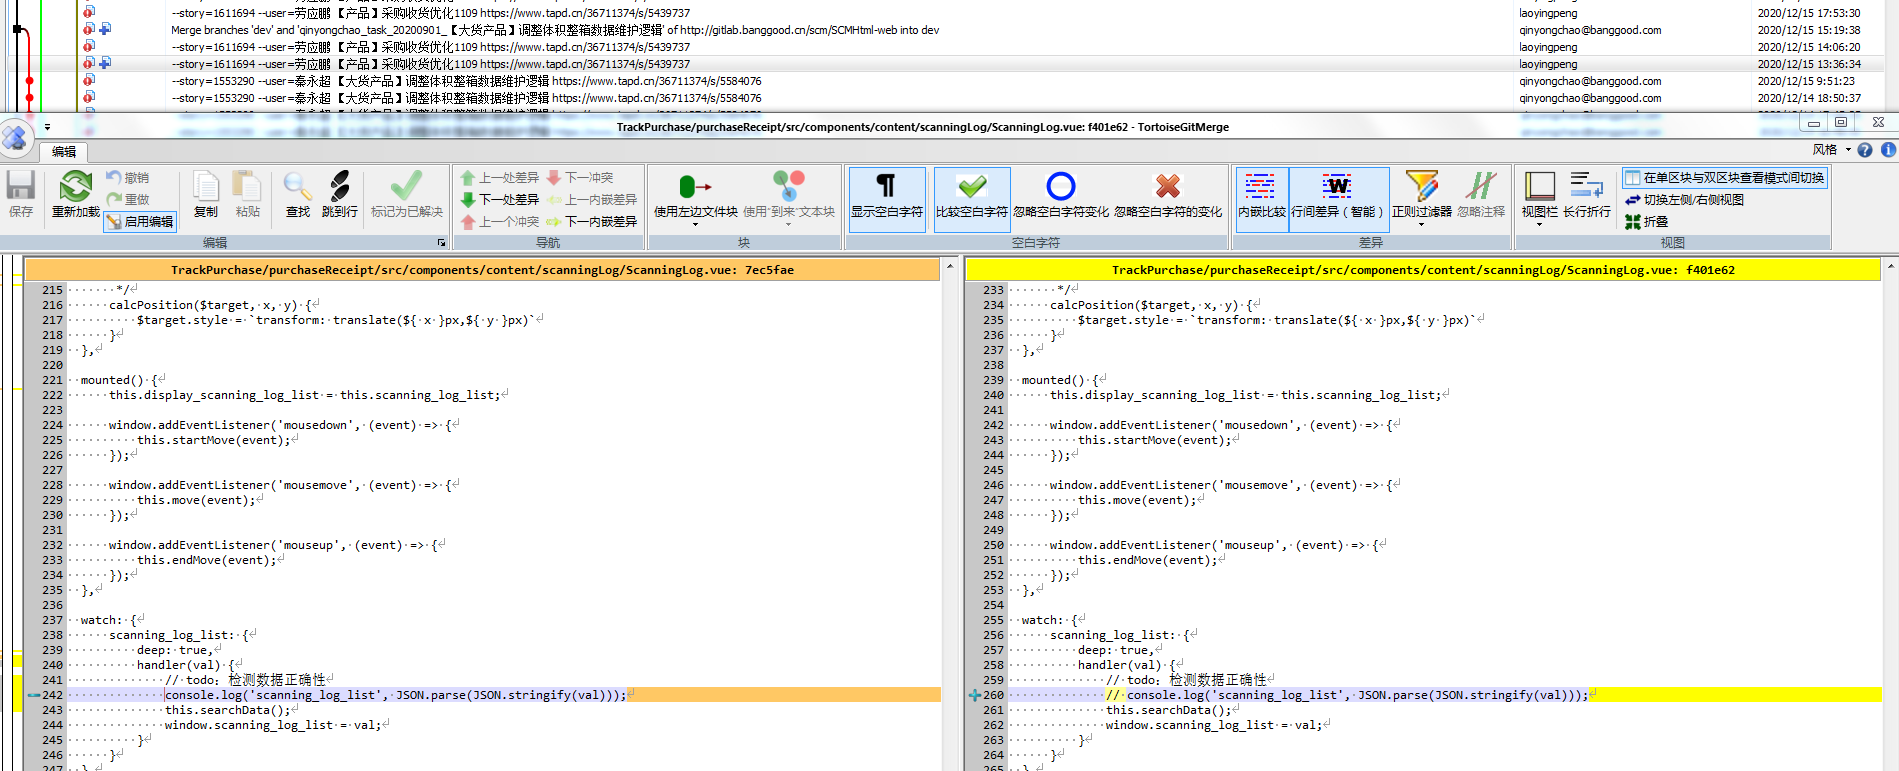 --story=1611694 --user=劳应鹏 【产品】采购收货优化1109 https://www.tapd.cn/36711374/s/5439737 laoyingpeng 2020/12/15 17:53:30
Merge branches 'dev' and 'qinyongchao_task_20200901_【大货产品】调整体积整箱数据维护逻辑' of http://gitlab.banggood.cn/scm/SCMHtml-web into dev qinyongchao@banggood.com 2020/12/15 15:19:38
--story=1611694 --user=劳应鹏 【产品】采购收货优化1109 https://www.tapd.cn/36711374/s/5439737 laoyingpeng 2020/12/15 14:06:20
--story=1611694 --user=劳应鹏 【产品】采购收货优化1109 https://www.tapd.cn/36711374/s/5439737 laoyingpeng 2020/12/15 13:36:34
--story=1553290 --user=秦永超 【大货产品】调整体积整箱数据维护逻辑 https://www.tapd.cn/36711374/s/5584076 qinyongchao@banggood.com 2020/12/15 9:51:23
--story=1553290 --user=秦永超 【大货产品】调整体积整箱数据维护逻辑 https://www.tapd.cn/36711374/s/5584076 qinyongchao@banggood.com 2020/12/14 18:50:37
TrackPurchase/purchaseReceipt/src/components/content/scanningLog/ScanningLog.vue: f401e62 - TortoiseGitMerge
编辑
风格
保存
重新加载
撤销
重做
启用编辑
复制
粘贴
查找
跳到行
标记为已解决
编辑
上一处差异
下一处差异
上一个冲突
下一冲突
上一内嵌差异
下一内嵌差异
导航
使用左边文件块
使用"到来"文本块
块
显示空白字符
比较空白字符
忽略空白字符变化
忽略空白字符的变化
空白字符
内嵌比较
行间差异（智能）
正则过滤器
忽略注释
差异
视图栏
长行折行
在单区块与双区块查看模式间切换
切换左侧/右侧视图
折叠
视图
TrackPurchase/purchaseReceipt/src/components/content/scanningLog/ScanningLog.vue: 7ec5fae
215 */
216 calcPosition($target, x, y) {
217 $target.style = `transform: translate(${ x }px,${ y }px)`
218 }
219 },
220
221 mounted() {
222 this.display_scanning_log_list = this.scanning_log_list;
223
224 window.addEventListener('mousedown', (event) => {
225 this.startMove(event);
226 });
227
228 window.addEventListener('mousemove', (event) => {
229 this.move(event);
230 });
231
232 window.addEventListener('mouseup', (event) => {
233 this.endMove(event);
234 });
235 },
236
237 watch: {
238 scanning_log_list: {
239 deep: true,
240 handler(val) {
241 // todo: 检测数据正确性
242 console.log('scanning_log_list', JSON.parse(JSON.stringify(val)));
243 this.searchData();
244 window.scanning_log_list = val;
245 }
246 }
247 }
TrackPurchase/purchaseReceipt/src/components/content/scanningLog/ScanningLog.vue: f401e62
233 */
234 calcPosition($target, x, y) {
235 $target.style = `transform: translate(${ x }px,${ y }px)`
236 }
237 },
238
239 mounted() {
240 this.display_scanning_log_list = this.scanning_log_list;
241
242 window.addEventListener('mousedown', (event) => {
243 this.startMove(event);
244 });
245
246 window.addEventListener('mousemove', (event) => {
247 this.move(event);
248 });
249
250 window.addEventListener('mouseup', (event) => {
251 this.endMove(event);
252 });
253 },
254
255 watch: {
256 scanning_log_list: {
257 deep: true,
258 handler(val) {
259 // todo: 检测数据正确性
260 // console.log('scanning_log_list', JSON.parse(JSON.stringify(val)));
261 this.searchData();
262 window.scanning_log_list = val;
263 }
264 }
265 }